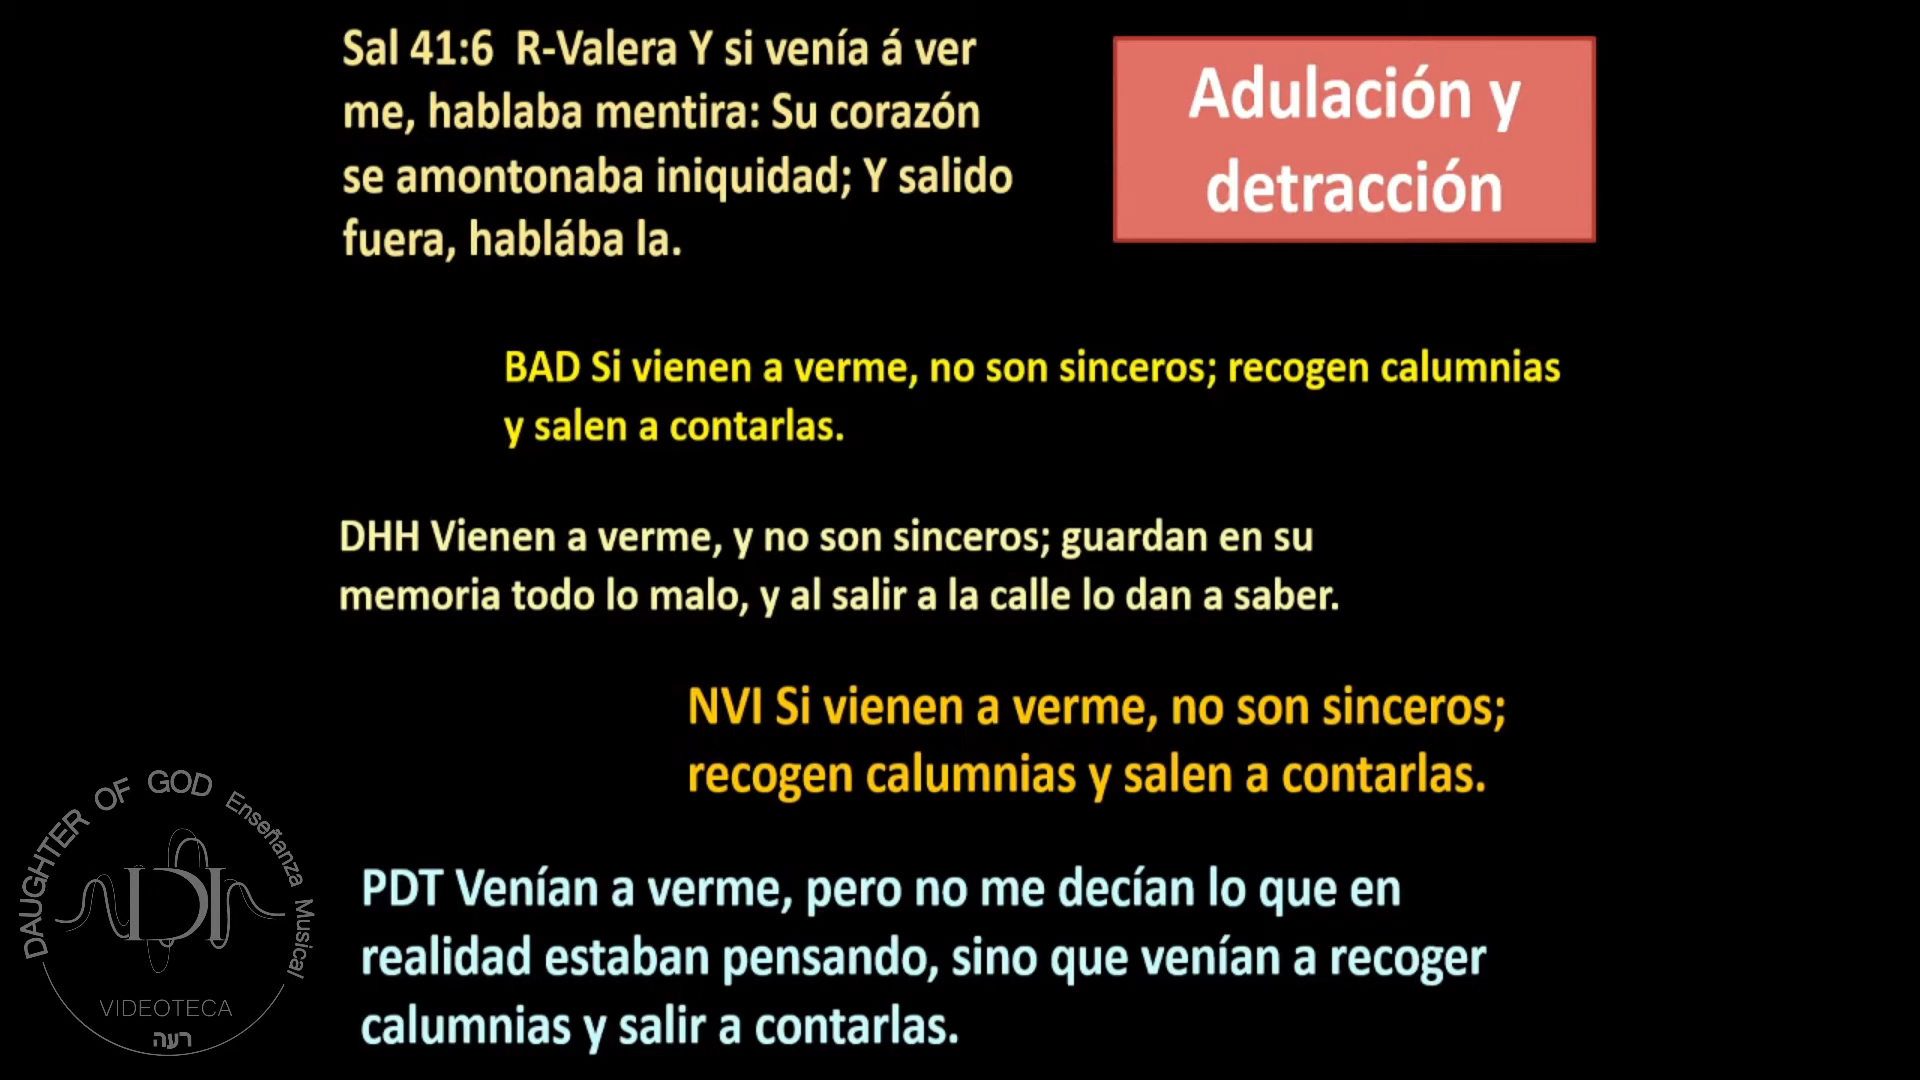 Sal 41:6 R-Valera Y si venía á ver
me, hablaba mentira: Su corazón
se amontonaba iniquidad; Y salido
fuera, hablába la.
Adulación y
detracción
BAD Si vienen a verme, no son sinceros; recogen calumnias
y salen a contarlas.
DHH Vienen a verme, y no son sinceros; guardan en su
memoria todo lo malo, y al salir a la calle lo dan a saber.
NVI Si vienen a verme, no son sinceros;
recogen calumnias y salen a contarlas.
PDT Venían a verme, pero no me decían lo que en
realidad estaban pensando, sino que venían a recoger
calumnias y salir a contarlas.
DAUGHTER OF GOD Enseñanza Musical
VIDEOTECA
רעה